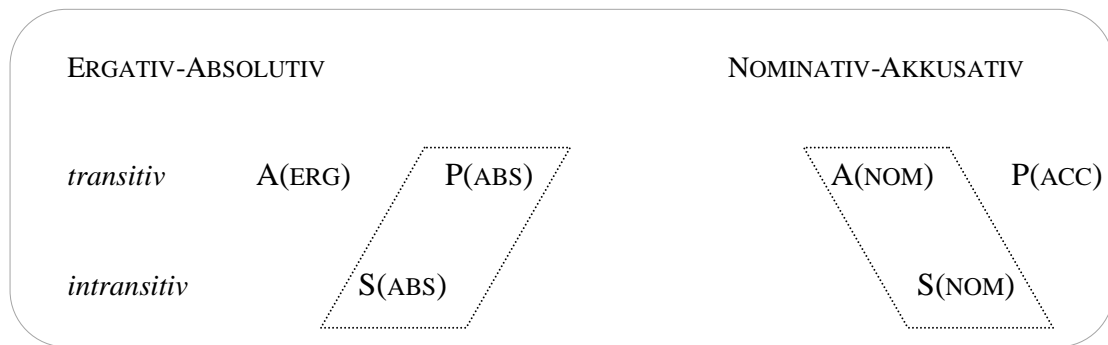 ERGATIV-ABSOLUTIV NOMINATIV-AKKUSATIV
transitiv A(ERG) P(ABS) A(NOM) P(ACC)
intransitiv S(ABS) S(NOM)